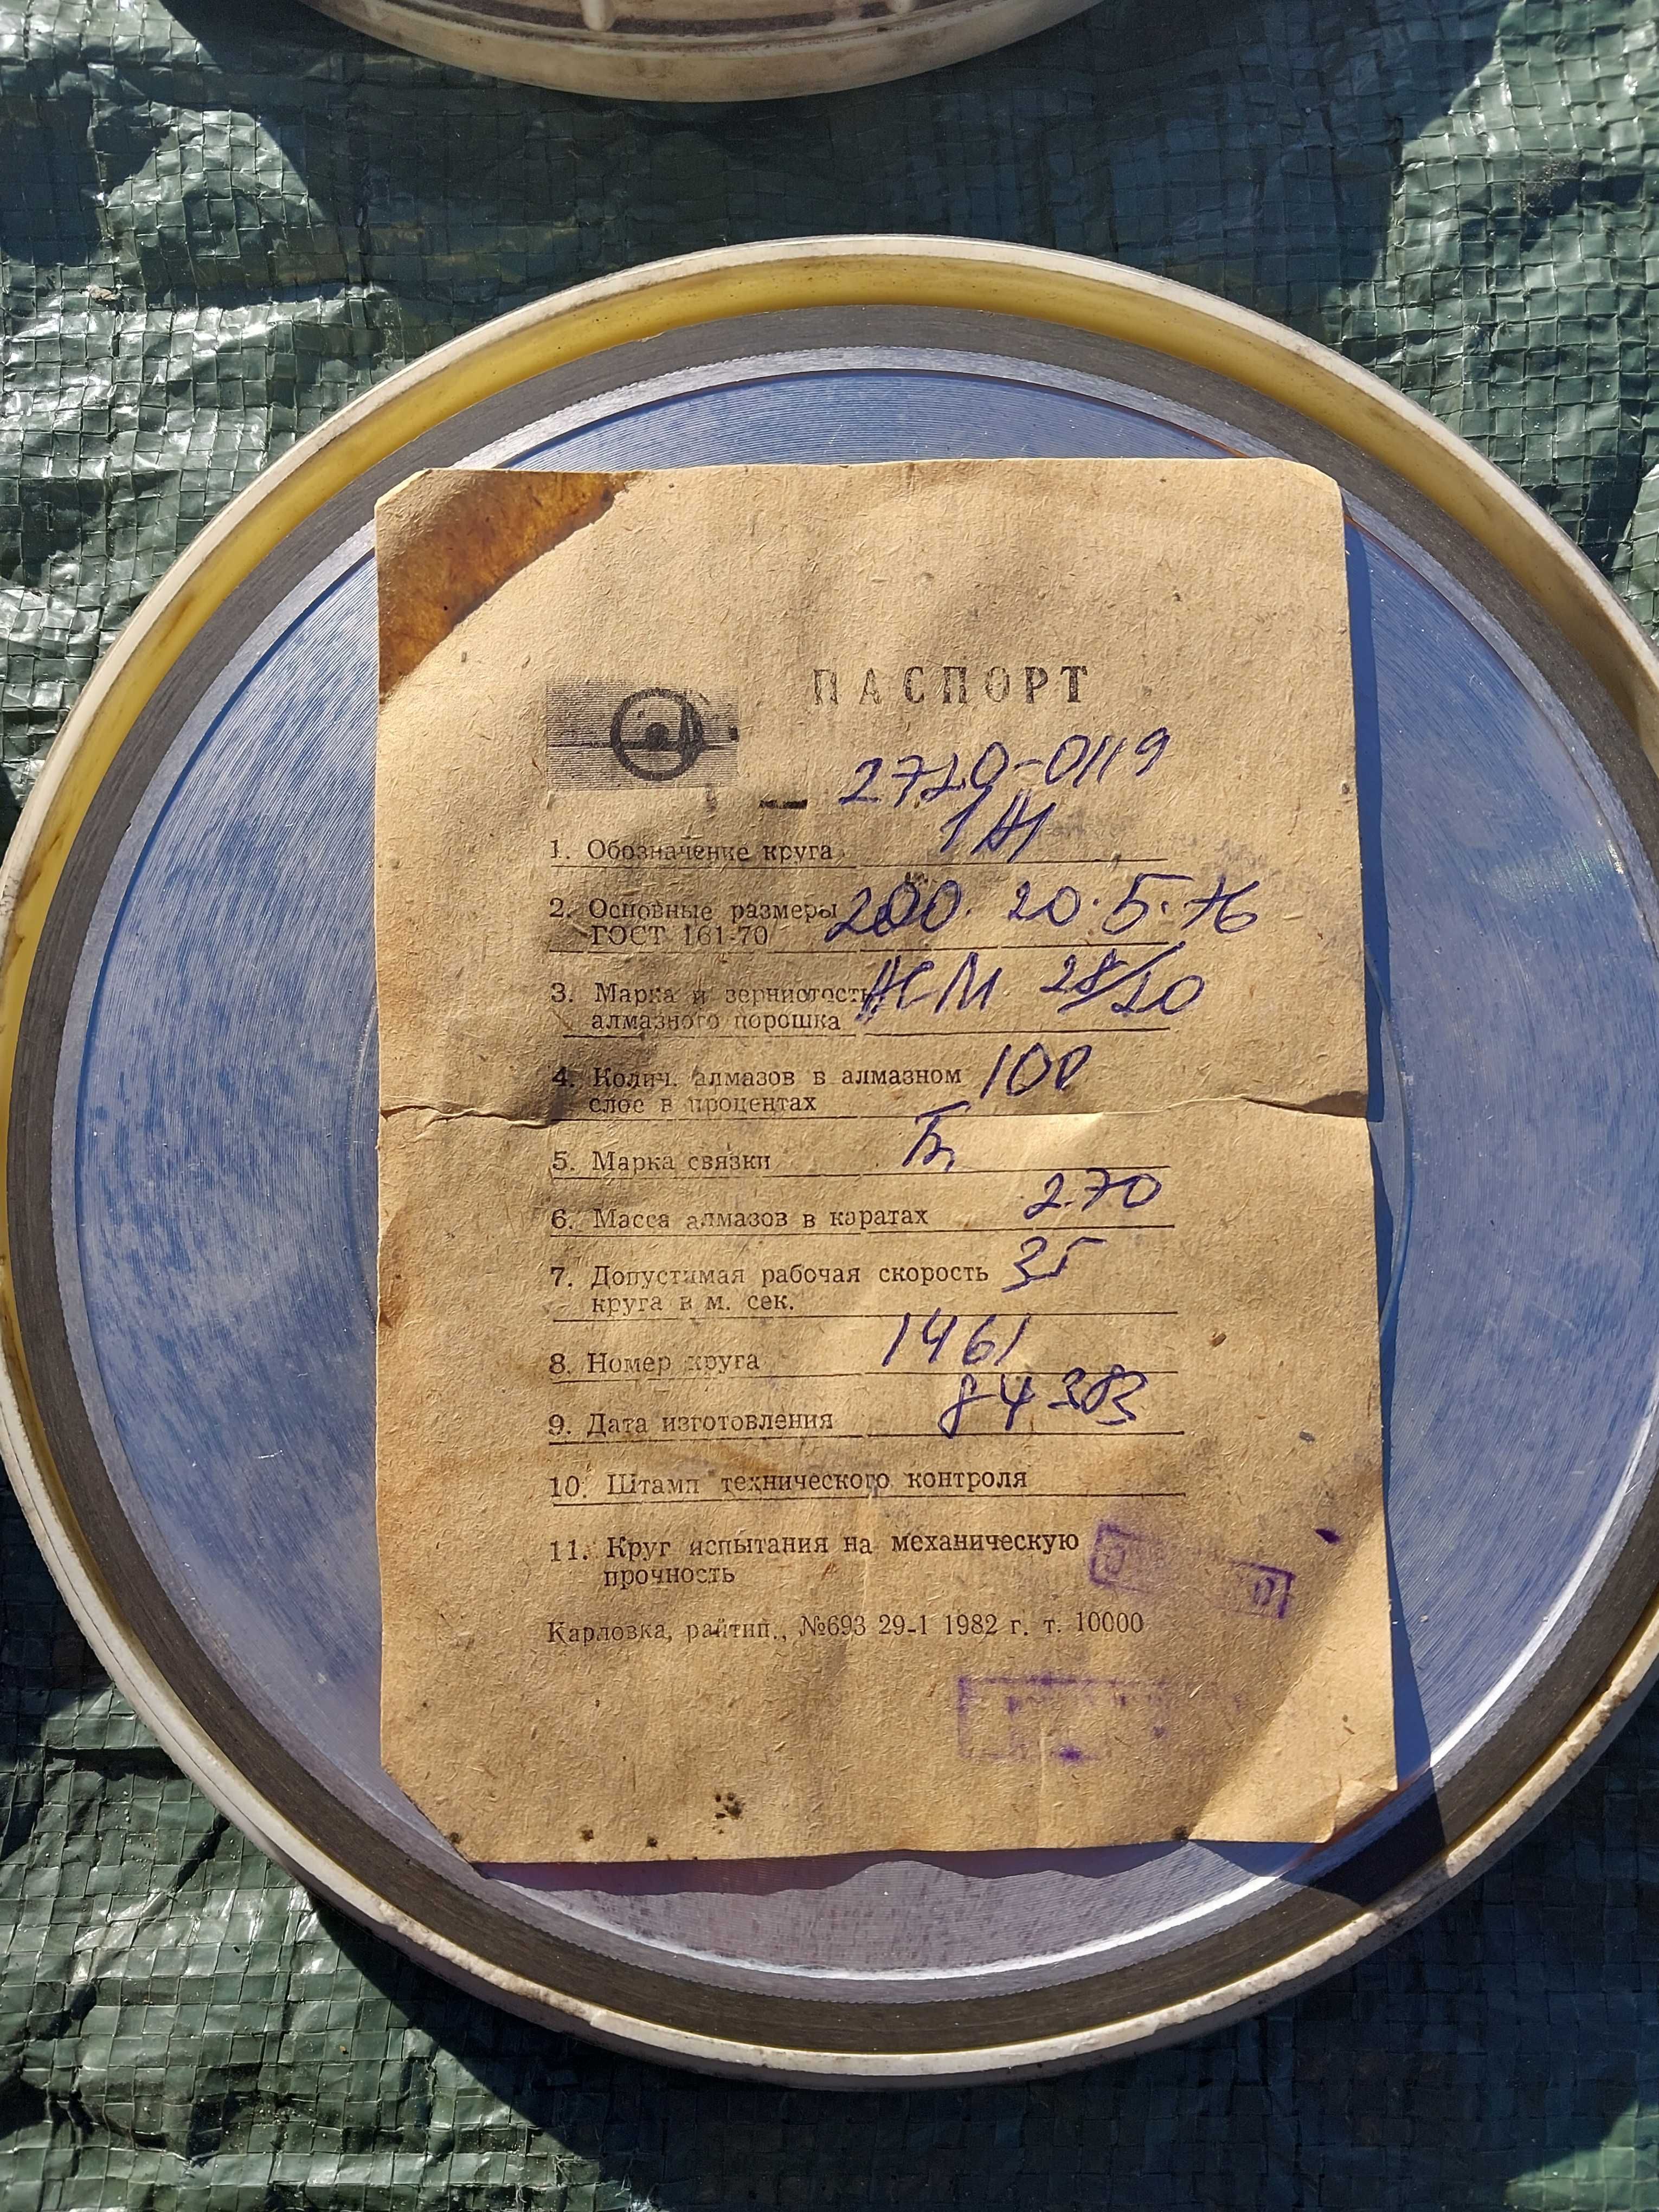 ПАСПОРТ
2720-0119
1. Обозначение круга 1А1
2. Основные размеры 200. 20. 5. 76
ГОСТ 161-70
3. Марка и зернистость АСМ 28/20
алмазного порошка
4. Колич. алмазов в алмазном 100
слое в процентах
5. Марка связки
6. Масса алмазов в каратах 270
7. Допустимая рабочая скорость 35
круга в м. сек.
8. Номер круга 1461
9. Дата изготовления
10. Штамп технического контроля
11. Круг испытания на механическую
прочность
Карловка, райтип., №693 29-1 1982 г. т. 10000